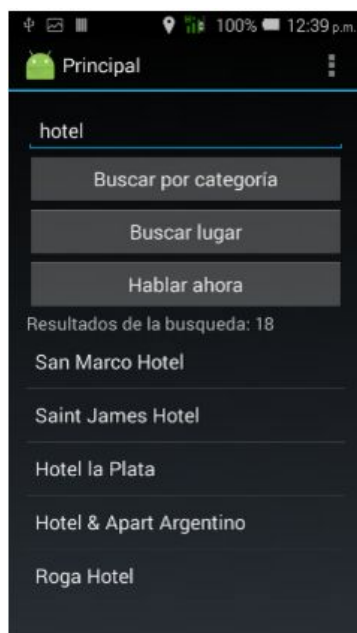 100% 12:39 p.m.
Principal
hotel
Buscar por categoría
Buscar lugar
Hablar ahora
Resultados de la busqueda: 18
San Marco Hotel
Saint James Hotel
Hotel la Plata
Hotel & Apart Argentino
Roga Hotel